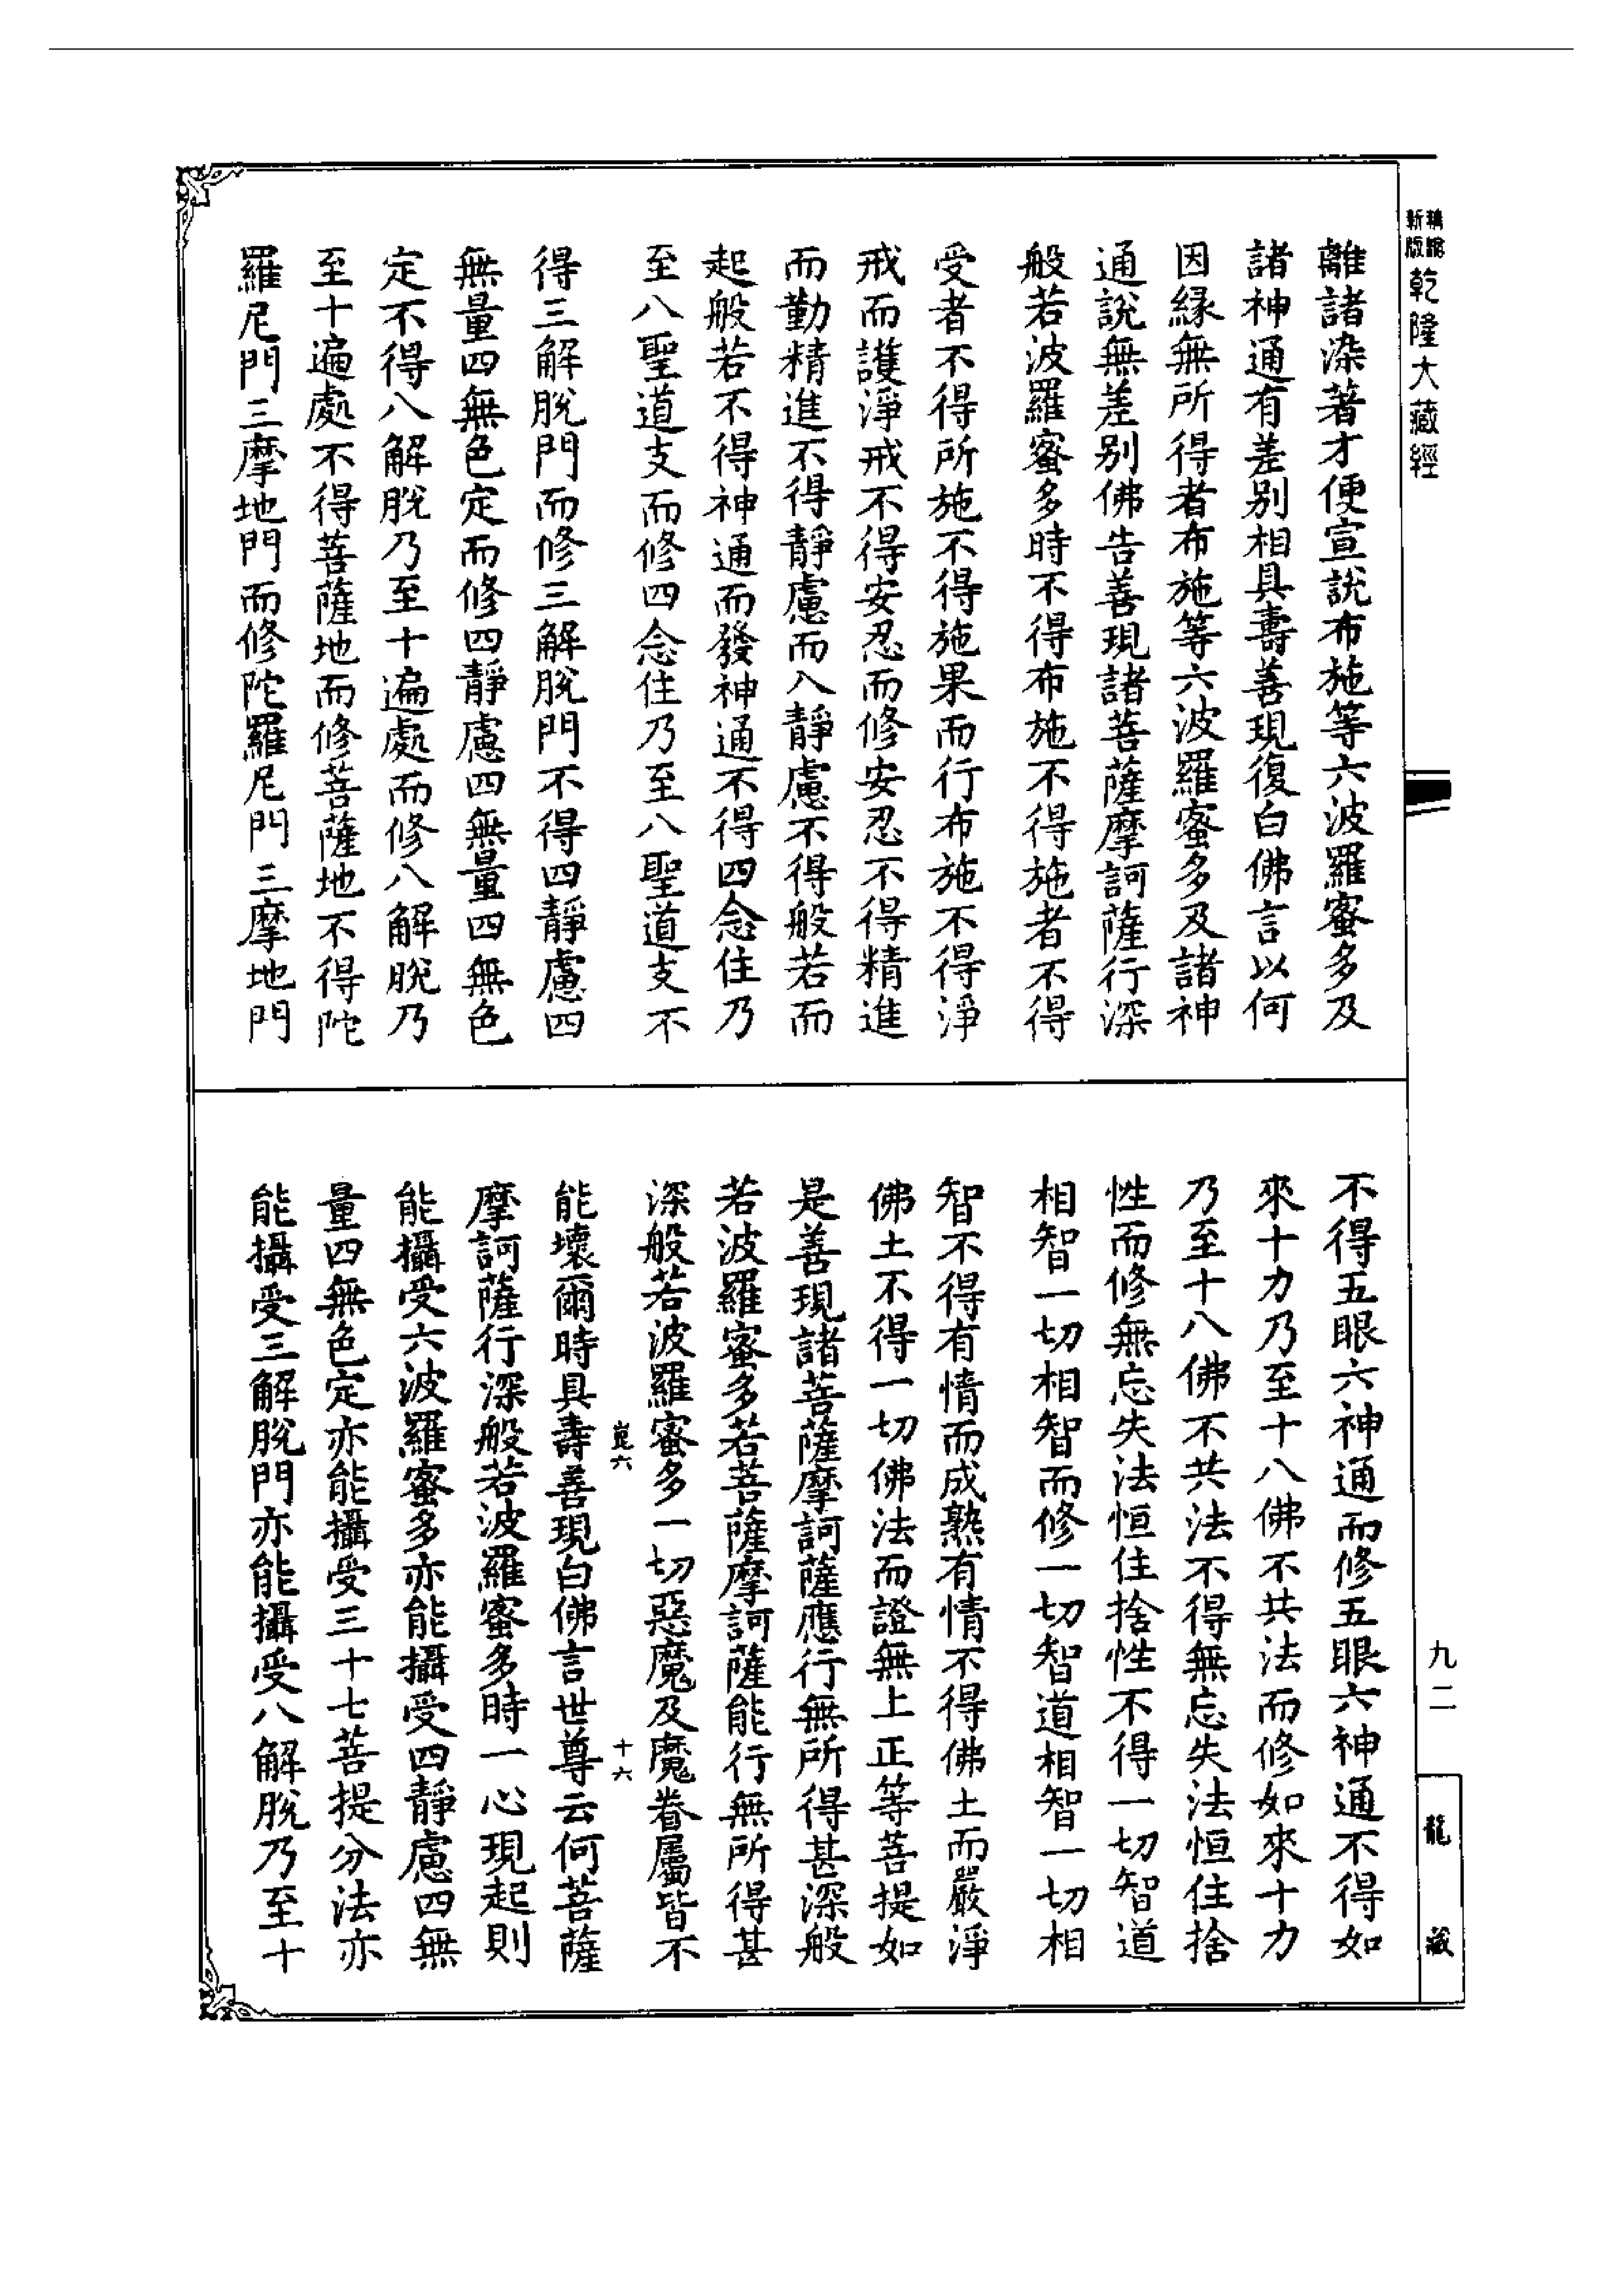 離諸染著才便宣說布施等六波羅蜜多及
諸神通有差別相具壽善現復白佛言以何
因緣無所得者布施等六波羅蜜多及諸神
通說無差別佛告善現諸菩薩摩訶薩行深
般若波羅蜜多時不得布施不得施者不得
受者不得所施不得施果而行布施不得淨
戒而護淨戒不得安忍而修安忍不得精進
而勤精進不得靜慮而入靜慮不得般若而
起般若不得神通而發神通不得四念住乃
至八聖道支而修四念住乃至八聖道支不
得三解脫門而修三解脫門不得四靜慮四
無量四無色定而修四靜慮四無量四無色
定不得八解脫乃至十遍處而修八解脫乃
至十遍處不得菩薩地而修菩薩地不得陀
羅尼門三摩地門而修陀羅尼門三摩地門
不得五眼六神通而修五眼六神通不得如
來十力乃至十八佛不共法而修如來十力
乃至十八佛不共法不得無忘失法恒住捨
性而修無忘失法恒住捨性不得一切智道
相智一切相智而修一切智道相智一切相
智不得有情而成熟有情不得佛土而嚴淨
佛土不得一切佛法而證無上正等菩提如
是善現諸菩薩摩訶薩應行無所得甚深般
若波羅蜜多若菩薩摩訶薩能行無所得甚
深般若波羅蜜多一切惡魔及魔眷屬皆不
崑六 十六
能壞爾時具壽善現白佛言世尊云何菩薩
摩訶薩行深般若波羅蜜多時一心現起則
能攝受六波羅蜜多亦能攝受四靜慮四無
量四無色定亦能攝受三十七菩提分法亦
能攝受三解脫門亦能攝受八解脫乃至十
新版
乾隆大藏經
九二
龍藏